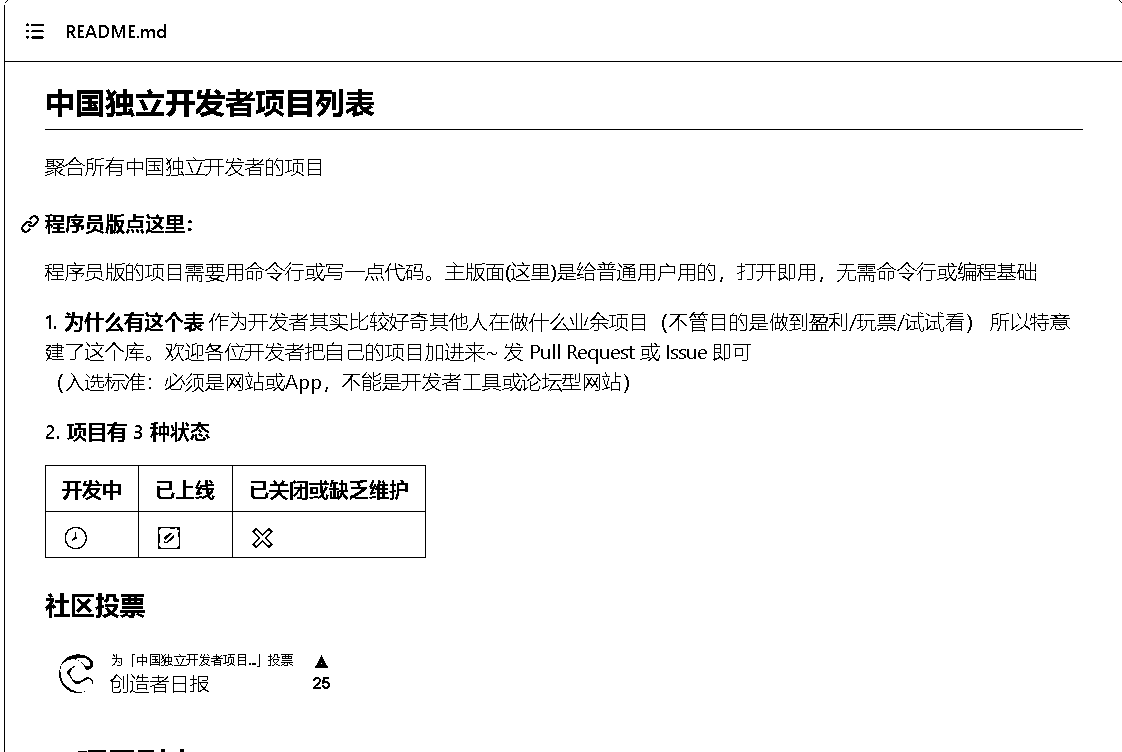 README.md
中国独立开发者项目列表
聚合所有中国独立开发者的项目
程序员版点这里：
程序员版的项目需要用命令行或写一点代码。主版面(这里)是给普通用户用的，打开即用，无需命令行或编程基础
1. 为什么有这个表 作为开发者其实比较好奇其他人在做什么业余项目（不管目的是做到盈利/玩票/试试看） 所以特意
建了这个库。欢迎各位开发者把自己的项目加进来~ 发 Pull Request 或 Issue 即可
（入选标准：必须是网站或App，不能是开发者工具或论坛型网站）
2. 项目有 3 种状态
开发中 已上线 已关闭或缺乏维护
社区投票
为「中国独立开发者项目...」投票 ▲
创造者日报 25